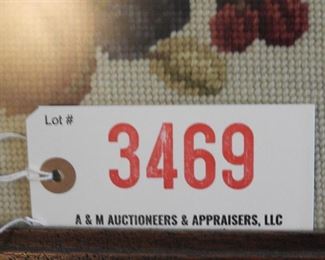 Lot #
3469
A & M AUCTIONEERS & APPRAISERS, LLC